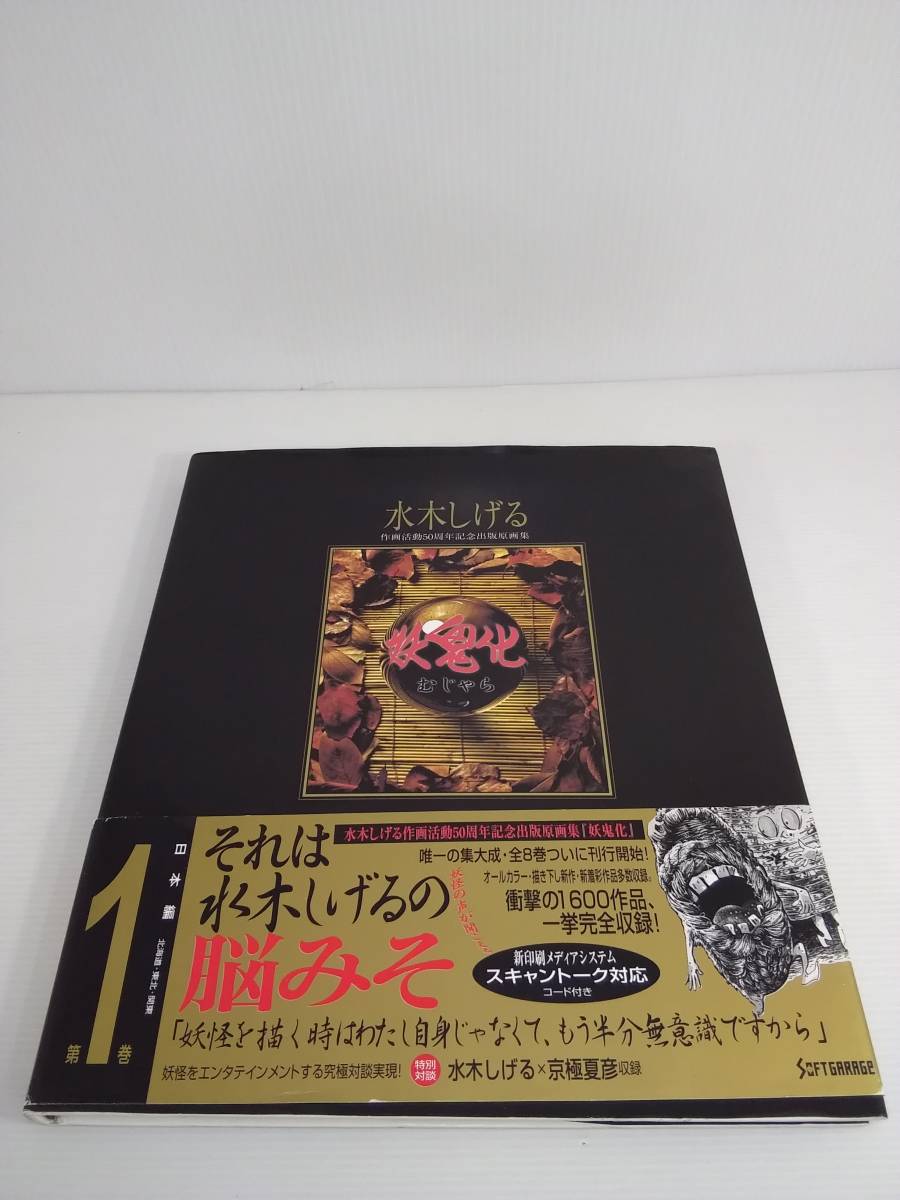 水木しげる
作画活動50周年記念出版原画集
妖鬼化
むじゃら
第1巻
日本編
北海道・東北・関東
それは
水木しげるの
脳みそ
妖怪の声が聞こえる。
水木しげる作画活動50周年記念出版原画集『妖鬼化』
唯一の集大成・全8巻ついに刊行開始!
オールカラー・描き下し新作・新着彩作品多数収録。
衝撃の1600作品、
一挙完全収録!
新印刷メディアシステム
スキャントーク対応
コード付き
「妖怪を描く時はわたし自身じゃなくて、もう半分無意識ですから」
妖怪をエンタテインメントする究極対談実現! 特別対談 水木しげる×京極夏彦収録
SOFTGARAGE